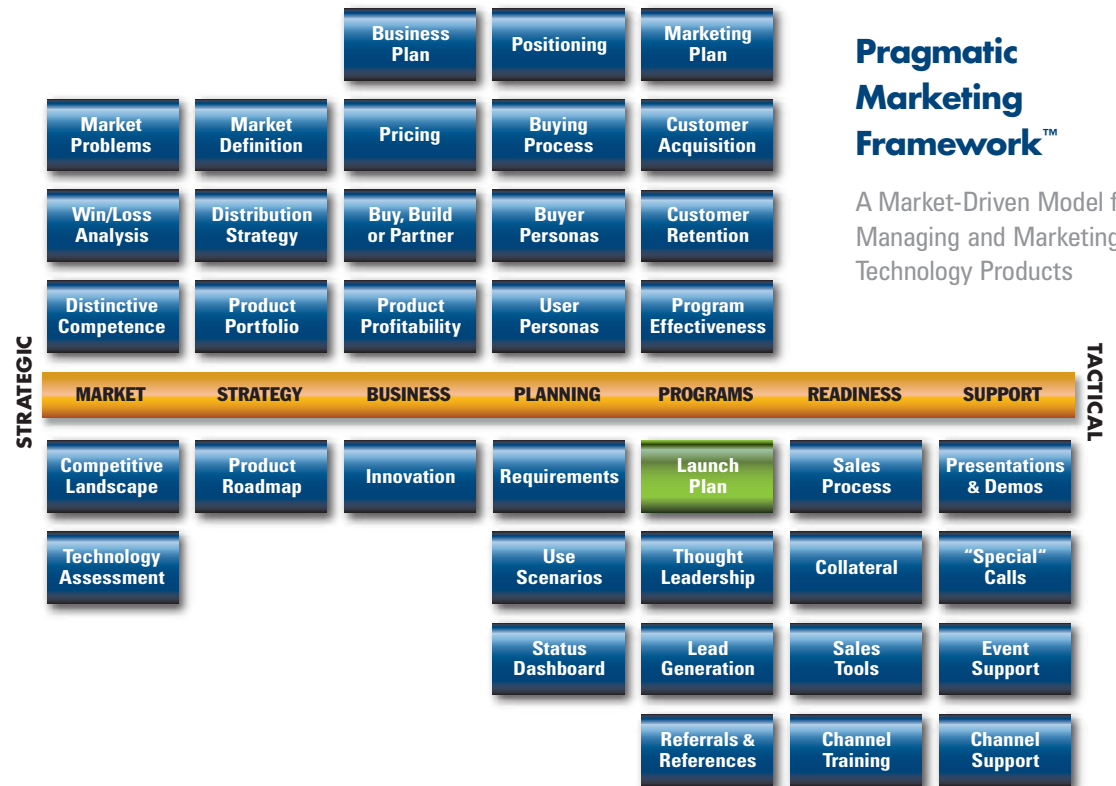 Business
Plan
Positioning
Marketing
Plan
Pragmatic
Marketing
Framework™
A Market-Driven Model f
Managing and Marketing
Technology Products
Market
Problems
Market
Definition
Pricing
Buying
Process
Customer
Acquisition
Win/Loss
Analysis
Distribution
Strategy
Buy, Build
or Partner
Buyer
Personas
Customer
Retention
Distinctive
Competence
Product
Portfolio
Product
Profitability
User
Personas
Program
Effectiveness
STRATEGIC
MARKET STRATEGY BUSINESS PLANNING PROGRAMS READINESS SUPPORT
TACTICAL
Competitive
Landscape
Product
Roadmap
Innovation
Requirements
Launch
Plan
Sales
Process
Presentations
& Demos
Technology
Assessment
Use
Scenarios
Thought
Leadership
Collateral
“Special“
Calls
Status
Dashboard
Lead
Generation
Sales
Tools
Event
Support
Referrals &
References
Channel
Training
Channel
Support